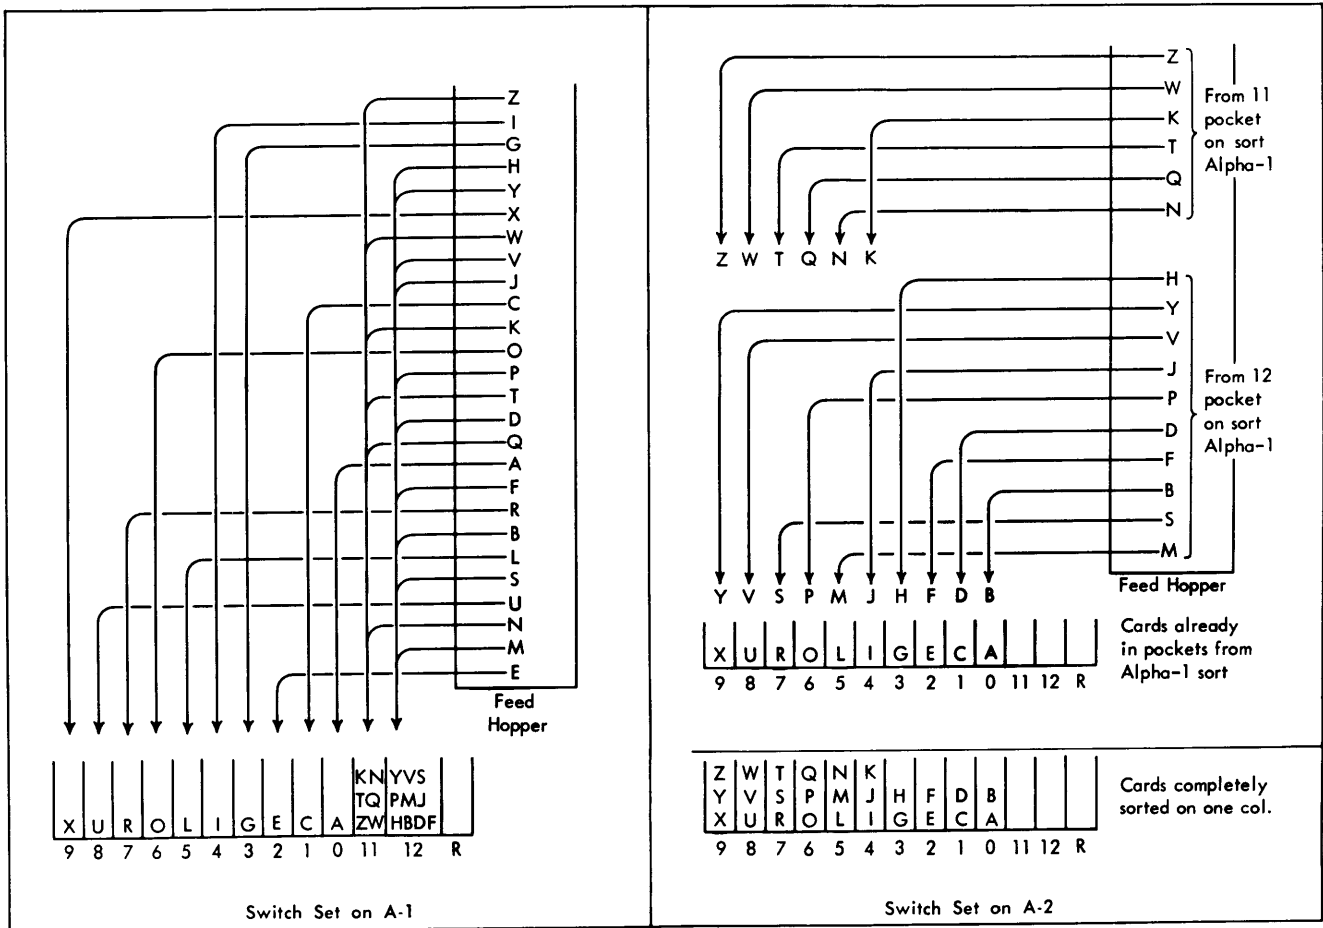 Z
I
G
H
Y
X
W
V
J
C
K
O
P
T
D
Q
A
F
R
B
L
S
U
N
M
E
Feed
Hopper
KN YVS
TQ PMJ
X U R O L I G E C A ZW HBDF
9 8 7 6 5 4 3 2 1 0 11 12 R
Switch Set on A-1
Z
W
K
T
Q
N
From 11
pocket
on sort
Alpha-1
Z W T Q N K
H
Y
V
J
P
D
F
B
S
M
From 12
pocket
on sort
Alpha-1
Feed Hopper
Y V S P M J H F D B
X U R O L I G E C A
9 8 7 6 5 4 3 2 1 0 11 12 R
Cards already
in pockets from
Alpha-1 sort
Z W T Q N K
Y V S P M J H F D B
X U R O L I G E C A
9 8 7 6 5 4 3 2 1 0 11 12 R
Cards completely
sorted on one col.
Switch Set on A-2